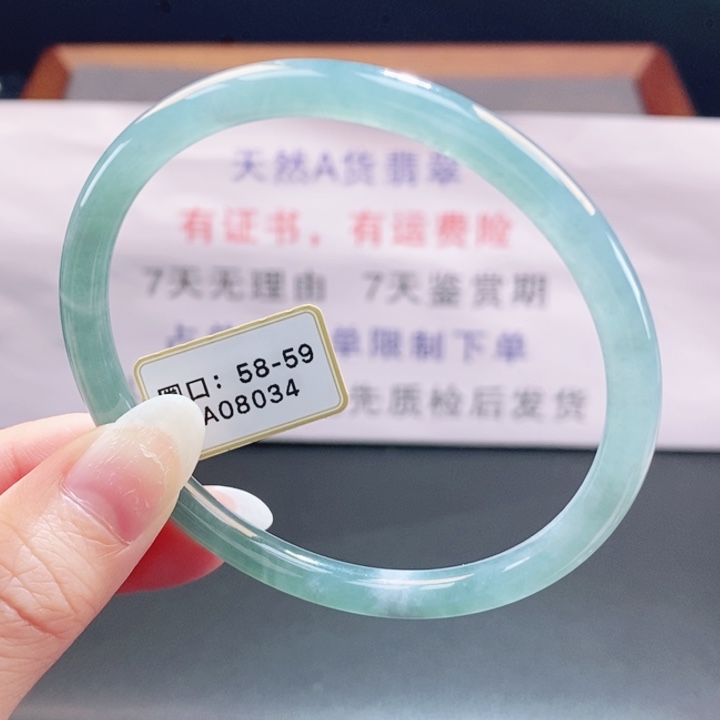 天然A货翡翠
有证书，有运费险
7天无理由 7天鉴赏期
单限制下单
圈口：58-59
A08034
先质检后发货